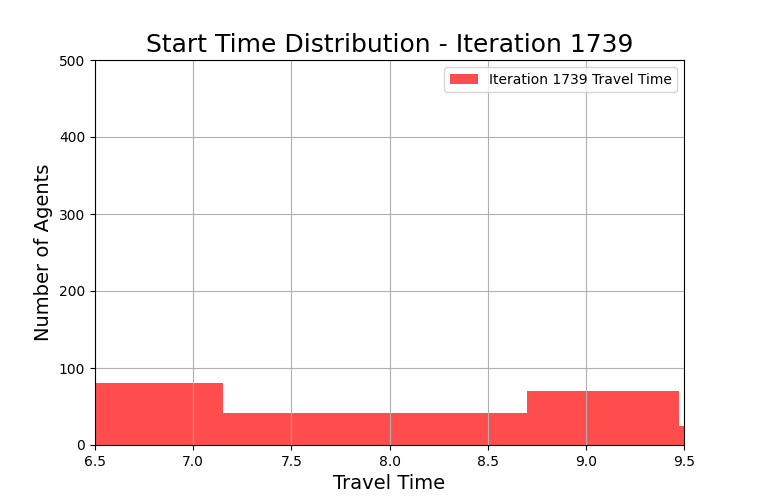 Start Time Distribution - Iteration 1739
Iteration 1739 Travel Time
Number of Agents
500
400
300
200
100
0
6.5 7.0 7.5 8.0 8.5 9.0 9.5
Travel Time